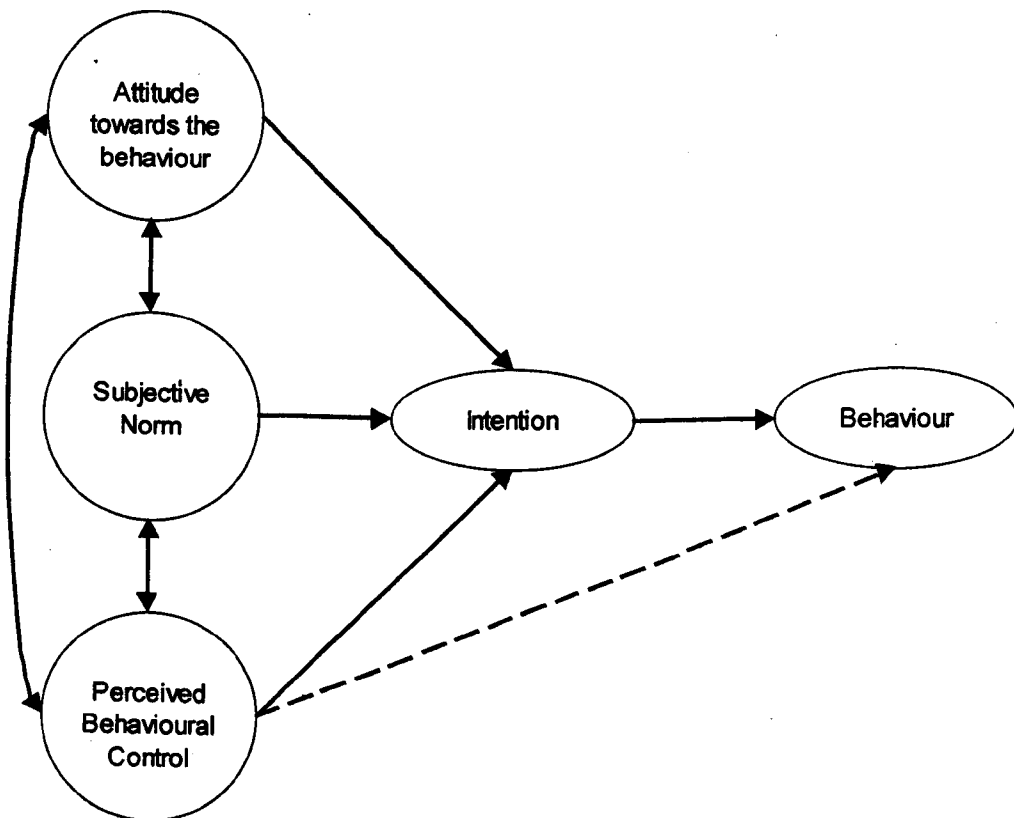 Attitude
towards the
behaviour
Subjective
Norm
Intention
Behaviour
Perceived
Behavioural
Control